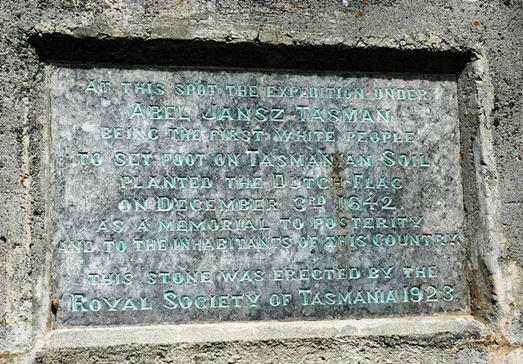 AT THIS SPOT THE EXPEDITION UNDER
ABEL JANSZ TASMAN
BEING THE FIRST WHITE PEOPLE
TO SET FOOT ON TASMANIAN SOIL
PLANTED THE DUTCH FLAG
ON DECEMBER 3RD 1642
AS A MEMORIAL TO POSTERITY
AND TO THE INHABITANTS OF THIS COUNTRY
THIS STONE WAS ERECTED BY THE
ROYAL SOCIETY OF TASMANIA 1923